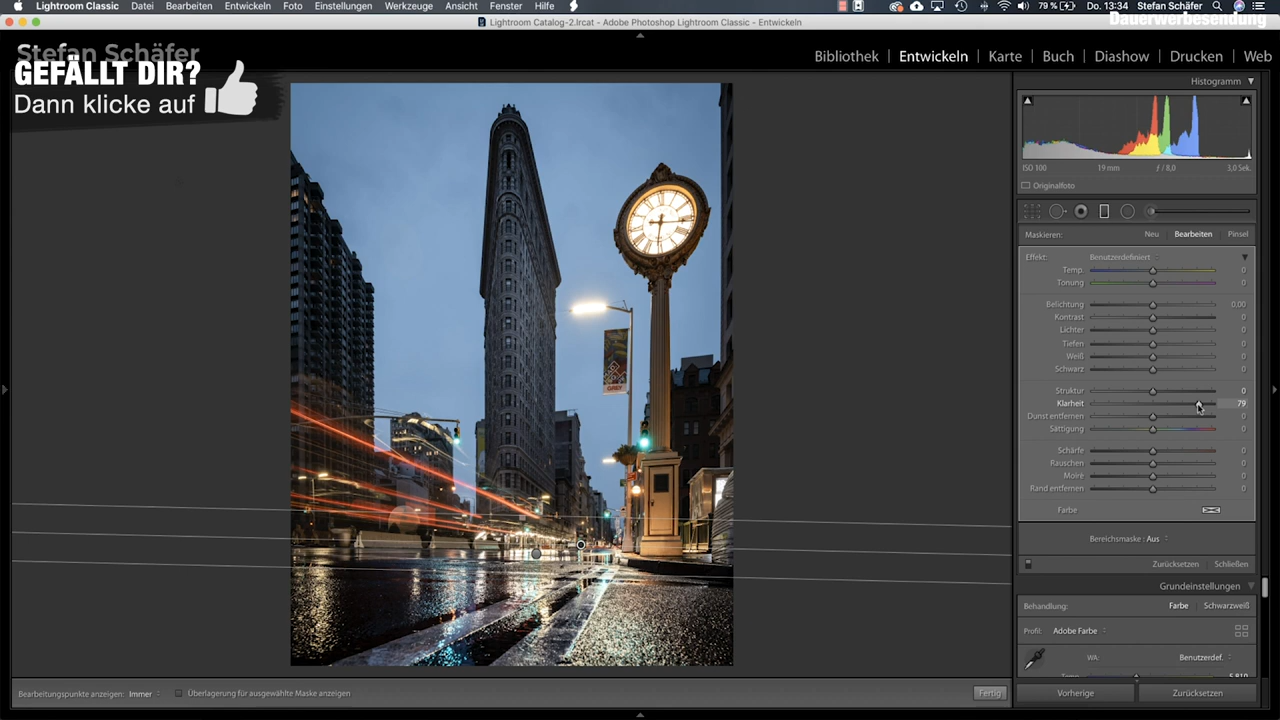 Lightroom Classic Datei Bearbeiten Entwickeln Foto Einstellungen Werkzeuge Ansicht Fenster Hilfe 79 % Do. 13:34 Stefan Schäfer
Lightroom Catalog-2.lrcat - Adobe Photoshop Lightroom Classic - Entwickeln
Dauerwerbesendung
Stefan Schäfer
GEFÄLLT DIR?
Dann klicke auf
Bibliothek Entwickeln Karte Buch Diashow Drucken Web
Histogramm
ISO 100 19 mm ƒ / 8,0 3,0 Sek.
Originalfoto
Maskieren: Neu Bearbeiten Pinsel
Effekt: Benutzerdefiniert
Temp. 0
Tonung 0
Belichtung 0,00
Kontrast 0
Lichter 0
Tiefen 0
Weiß 0
Schwarz 0
Struktur 0
Klarheit 79
Dunst entfernen 0
Sättigung 0
Schärfe 0
Rauschen 0
Moiré 0
Rand entfernen 0
Farbe
Bereichsmaske : Aus
Zurücksetzen Schließen
Grundeinstellungen
Behandlung: Farbe Schwarzweiß
Profil: Adobe Farbe
WA: Benutzerdef.
Temp. 5.810
Vorherige Zurücksetzen
Bearbeitungspunkte anzeigen: Immer Überlagerung für ausgewählte Maske anzeigen Fertig